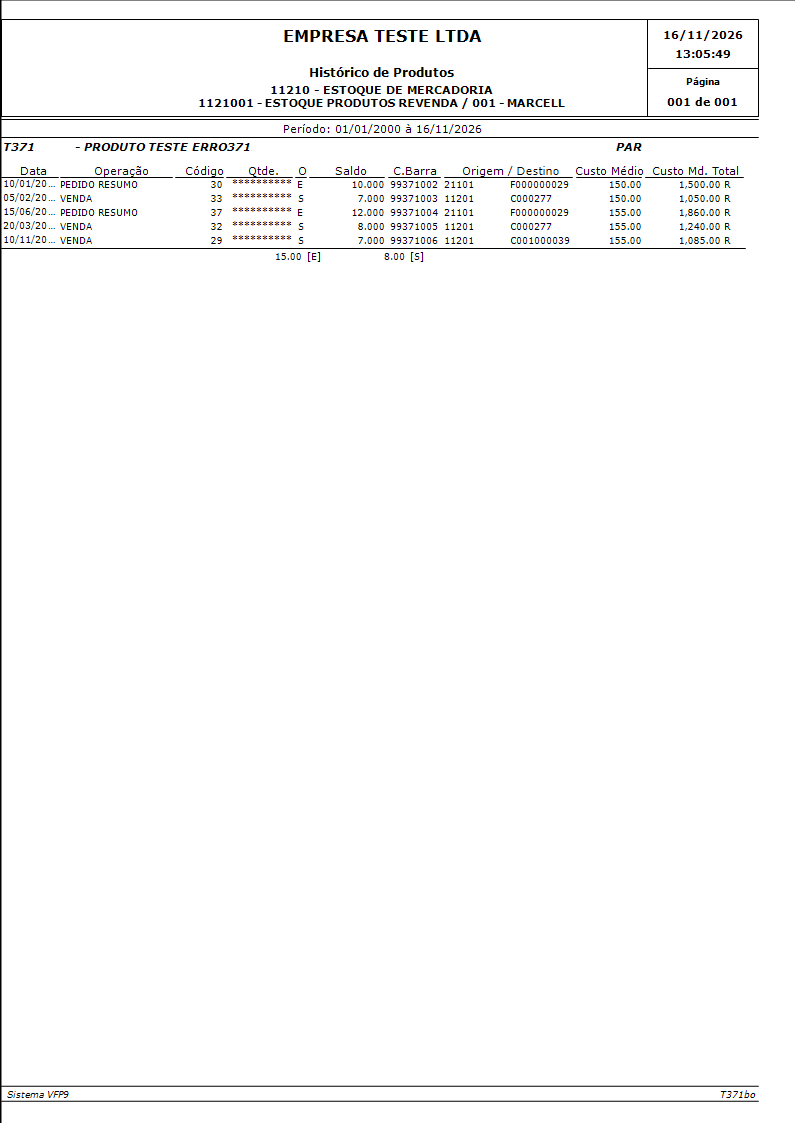 EMPRESA TESTE LTDA
16/11/2026
13:05:49
Histórico de Produtos
11210 - ESTOQUE DE MERCADORIA
1121001 - ESTOQUE PRODUTOS REVENDA / 001 - MARCELL
Página
001 de 001
Período: 01/01/2000 à 16/11/2026
T371 - PRODUTO TESTE ERRO371 PAR
Data Operação Código Qtde. O Saldo C.Barra Origem / Destino Custo Médio Custo Md. Total
10/01/20... PEDIDO RESUMO 30 ********** E 10.000 99371002 21101 F000000029 150.00 1,500.00 R
05/02/20... VENDA 33 ********** S 7.000 99371003 11201 C000277 150.00 1,050.00 R
15/06/20... PEDIDO RESUMO 37 ********** E 12.000 99371004 21101 F000000029 155.00 1,860.00 R
20/03/20... VENDA 32 ********** S 8.000 99371005 11201 C000277 155.00 1,240.00 R
10/11/20... VENDA 29 ********** S 7.000 99371006 11201 C001000039 155.00 1,085.00 R
15.00 [E] 8.00 [S]
Sistema VFP9 T371bo